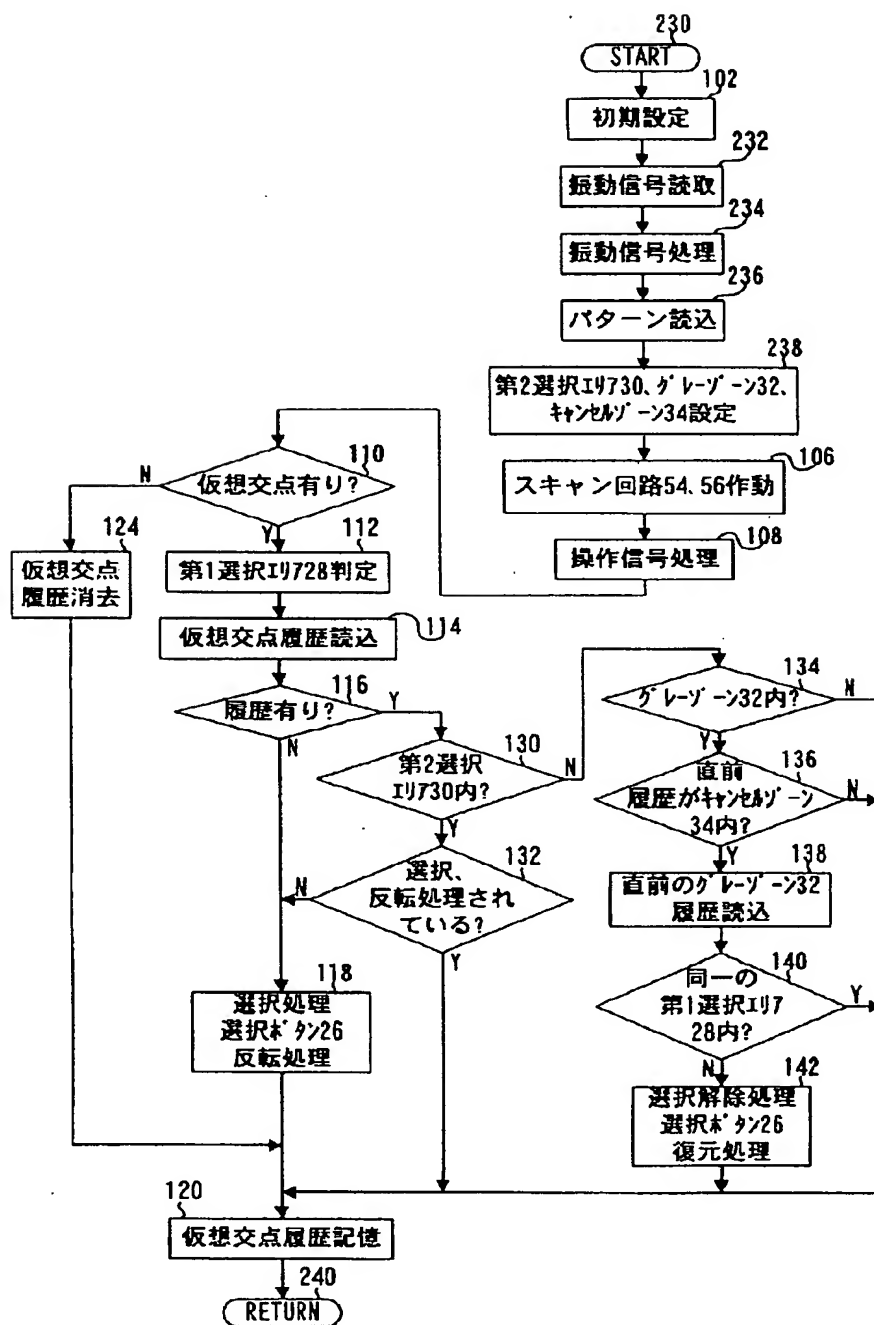 230
START
102
初期設定
232
振動信号読取
234
振動信号処理
236
パターン読込
238
第2選択ｴﾘｱ30、ｸﾞﾚｰｿﾞｰﾝ32、
ｷｬﾝｾﾙｿﾞｰﾝ34設定
106
スキャン回路54、56作動
108
操作信号処理
110
仮想交点有り?
N
Y
124
仮想交点
履歴消去
112
第1選択ｴﾘｱ28判定
114
仮想交点履歴読込
116
履歴有り?
Y
N
130
第2選択
ｴﾘｱ30内?
N
Y
132
選択、
反転処理され
ている?
N
Y
134
ｸﾞﾚｰｿﾞｰﾝ32内?
N
Y
136
直前
履歴がｷｬﾝｾﾙｿﾞｰﾝ
34内?
N
Y
138
直前のｸﾞﾚｰｿﾞｰﾝ32
履歴読込
140
同一の
第1選択ｴﾘｱ
28内?
Y
N
142
選択解除処理
選択ﾎﾞﾀﾝ26
復元処理
118
選択処理
選択ﾎﾞﾀﾝ26
反転処理
120
仮想交点履歴記憶
240
RETURN